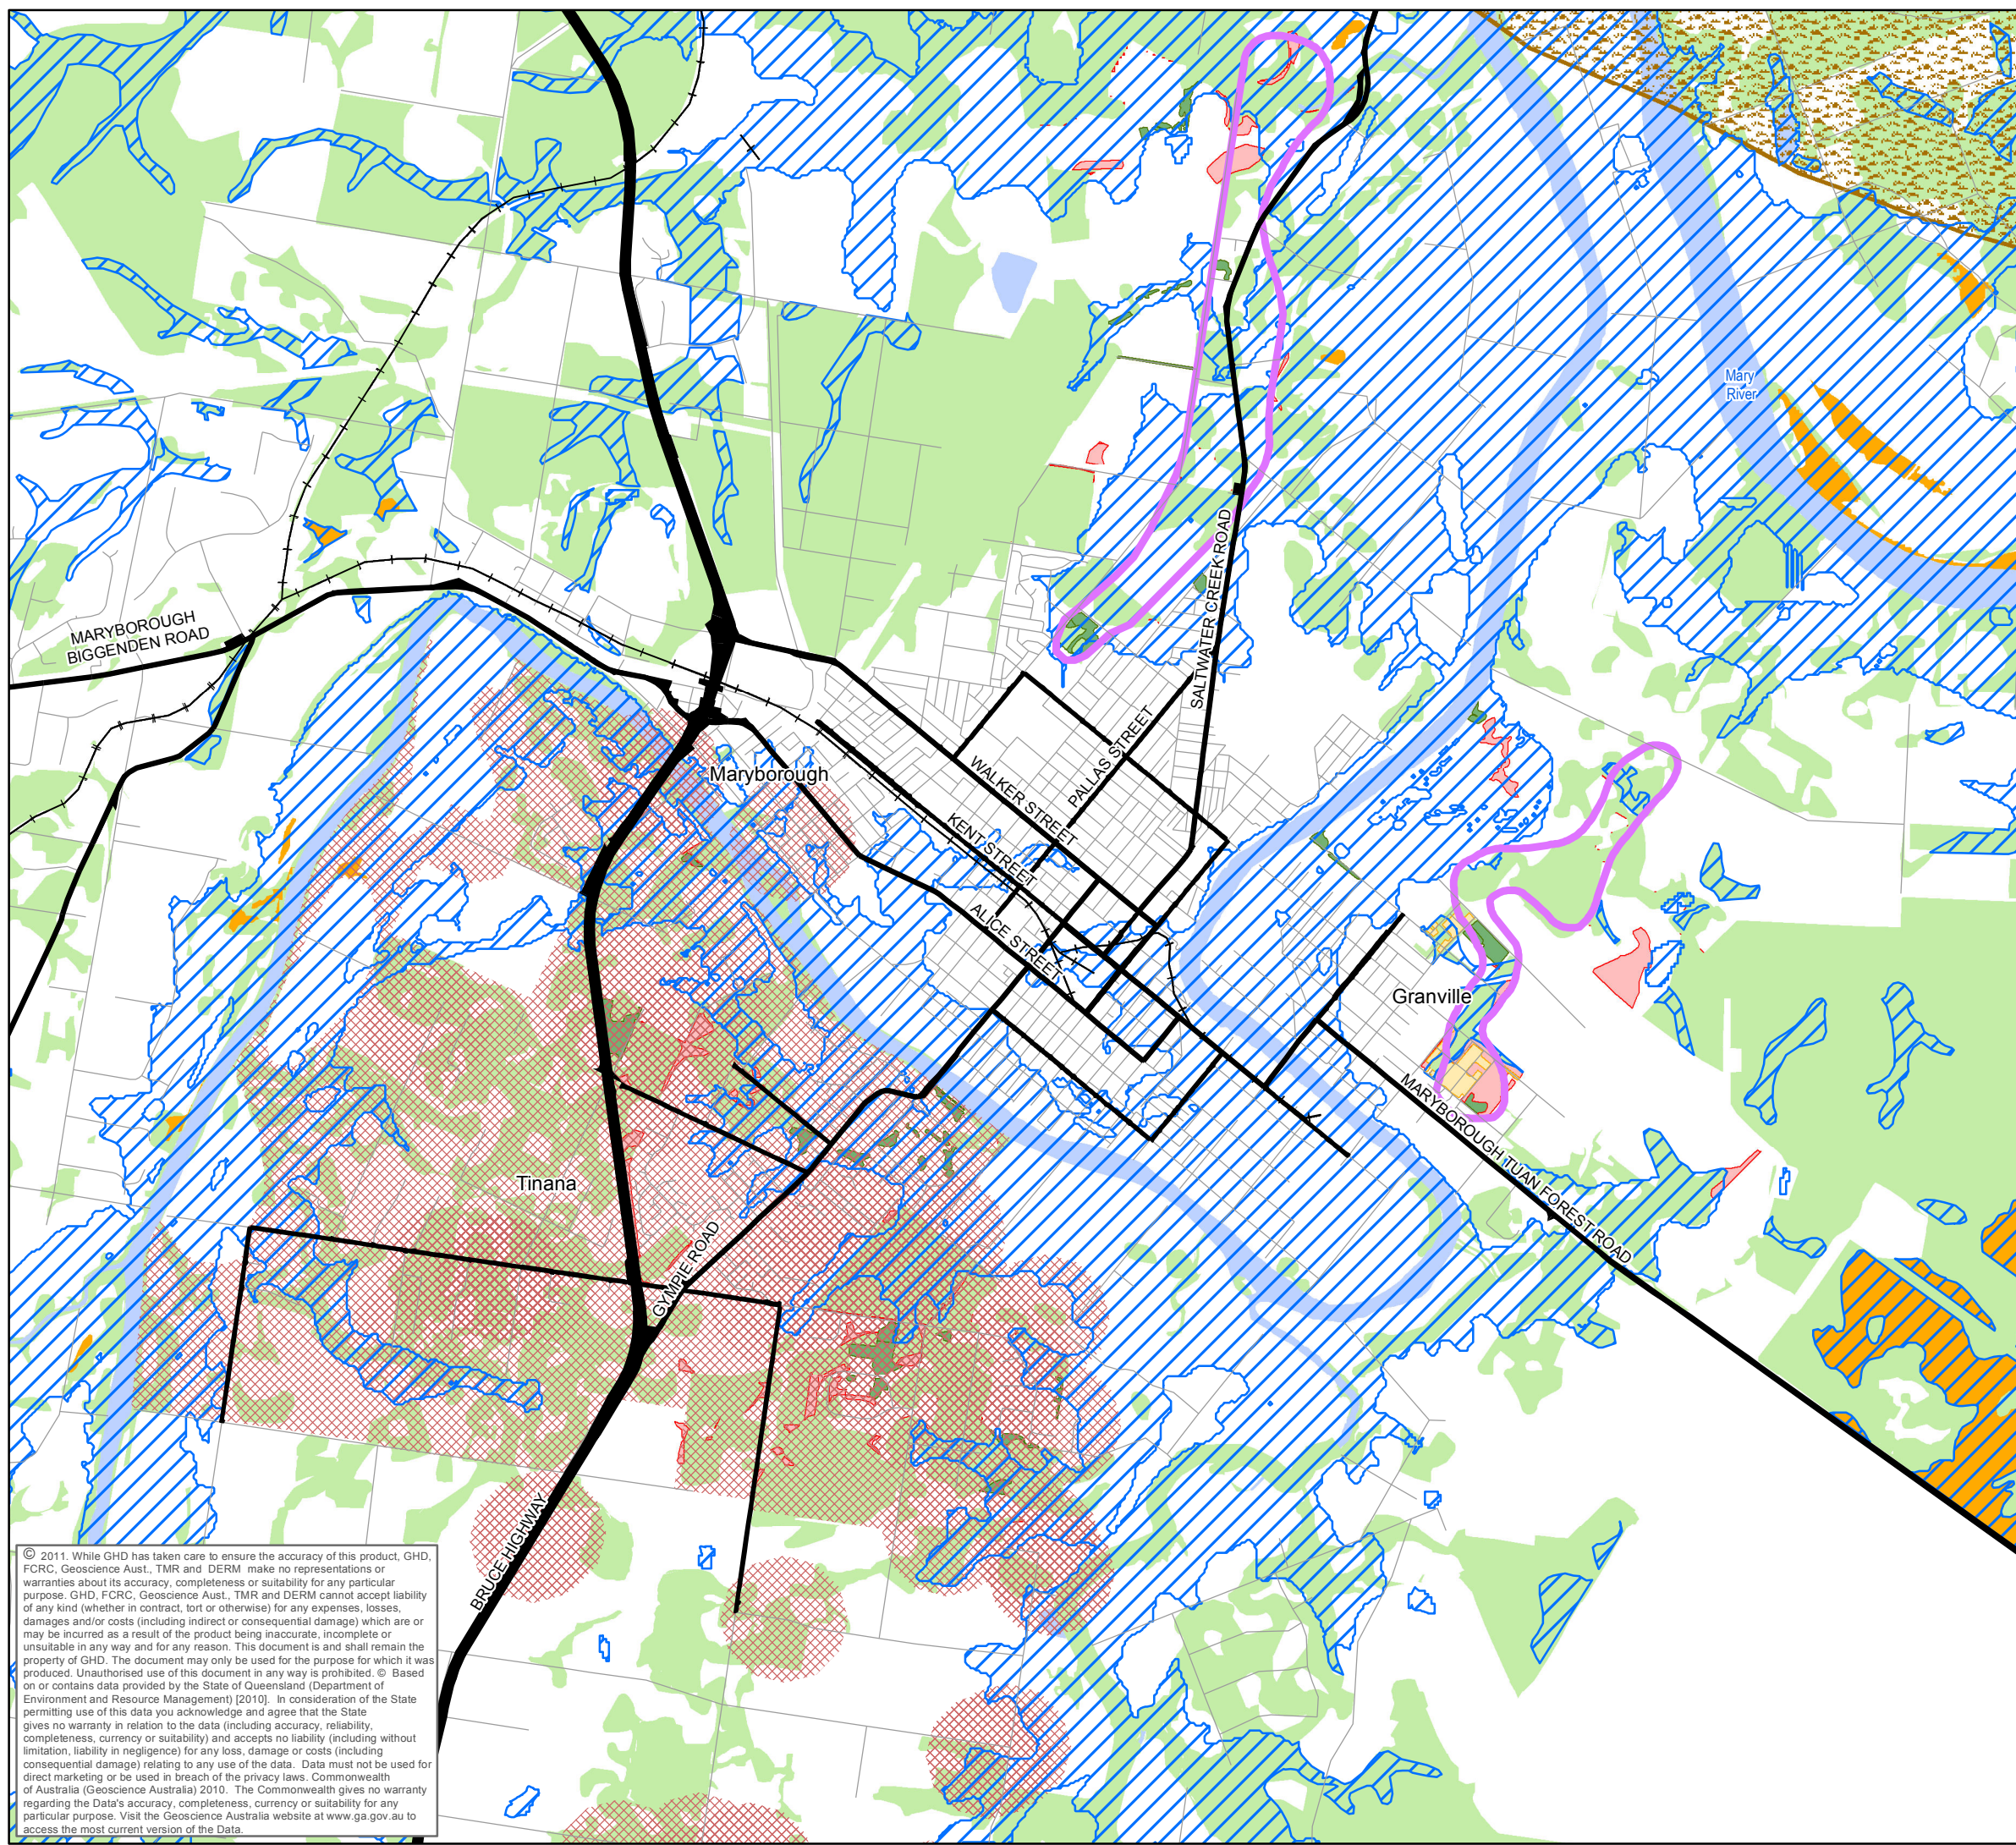 Mary
River
MARYBOROUGH
BIGGENDEN ROAD
SALTWATER CREEK ROAD
PALLAS STREET
WALKER STREET
Maryborough
KENT STREET
ALICE STREET
Granville
MARYBOROUGH TUAN FOREST ROAD
Tinana
GYMPIE ROAD
BRUCE HIGHWAY
© 2011. While GHD has taken care to ensure the accuracy of this product, GHD,
FCRC, Geoscience Aust., TMR and DERM make no representations or
warranties about its accuracy, completeness or suitability for any particular
purpose. GHD, FCRC, Geoscience Aust., TMR and DERM cannot accept liability
of any kind (whether in contract, tort or otherwise) for any expenses, losses,
damages and/or costs (including indirect or consequential damage) which are or
may be incurred as a result of the product being inaccurate, incomplete or
unsuitable in any way and for any reason. This document is and shall remain the
property of GHD. The document may only be used for the purpose for which it was
produced. Unauthorised use of this document in any way is prohibited. © Based
on or contains data provided by the State of Queensland (Department of
Environment and Resource Management) [2010]. In consideration of the State
permitting use of this data you acknowledge and agree that the State
gives no warranty in relation to the data (including accuracy, reliability,
completeness, currency or suitability) and accepts no liability (including without
limitation, liability in negligence) for any loss, damage or costs (including
consequential damage) relating to any use of the data. Data must not be used for
direct marketing or be used in breach of the privacy laws. Commonwealth
of Australia (Geoscience Australia) 2010. The Commonwealth gives no warranty
regarding the Data's accuracy, completeness, currency or suitability for any
particular purpose. Visit the Geoscience Australia website at www.ga.gov.au to
access the most current version of the Data.